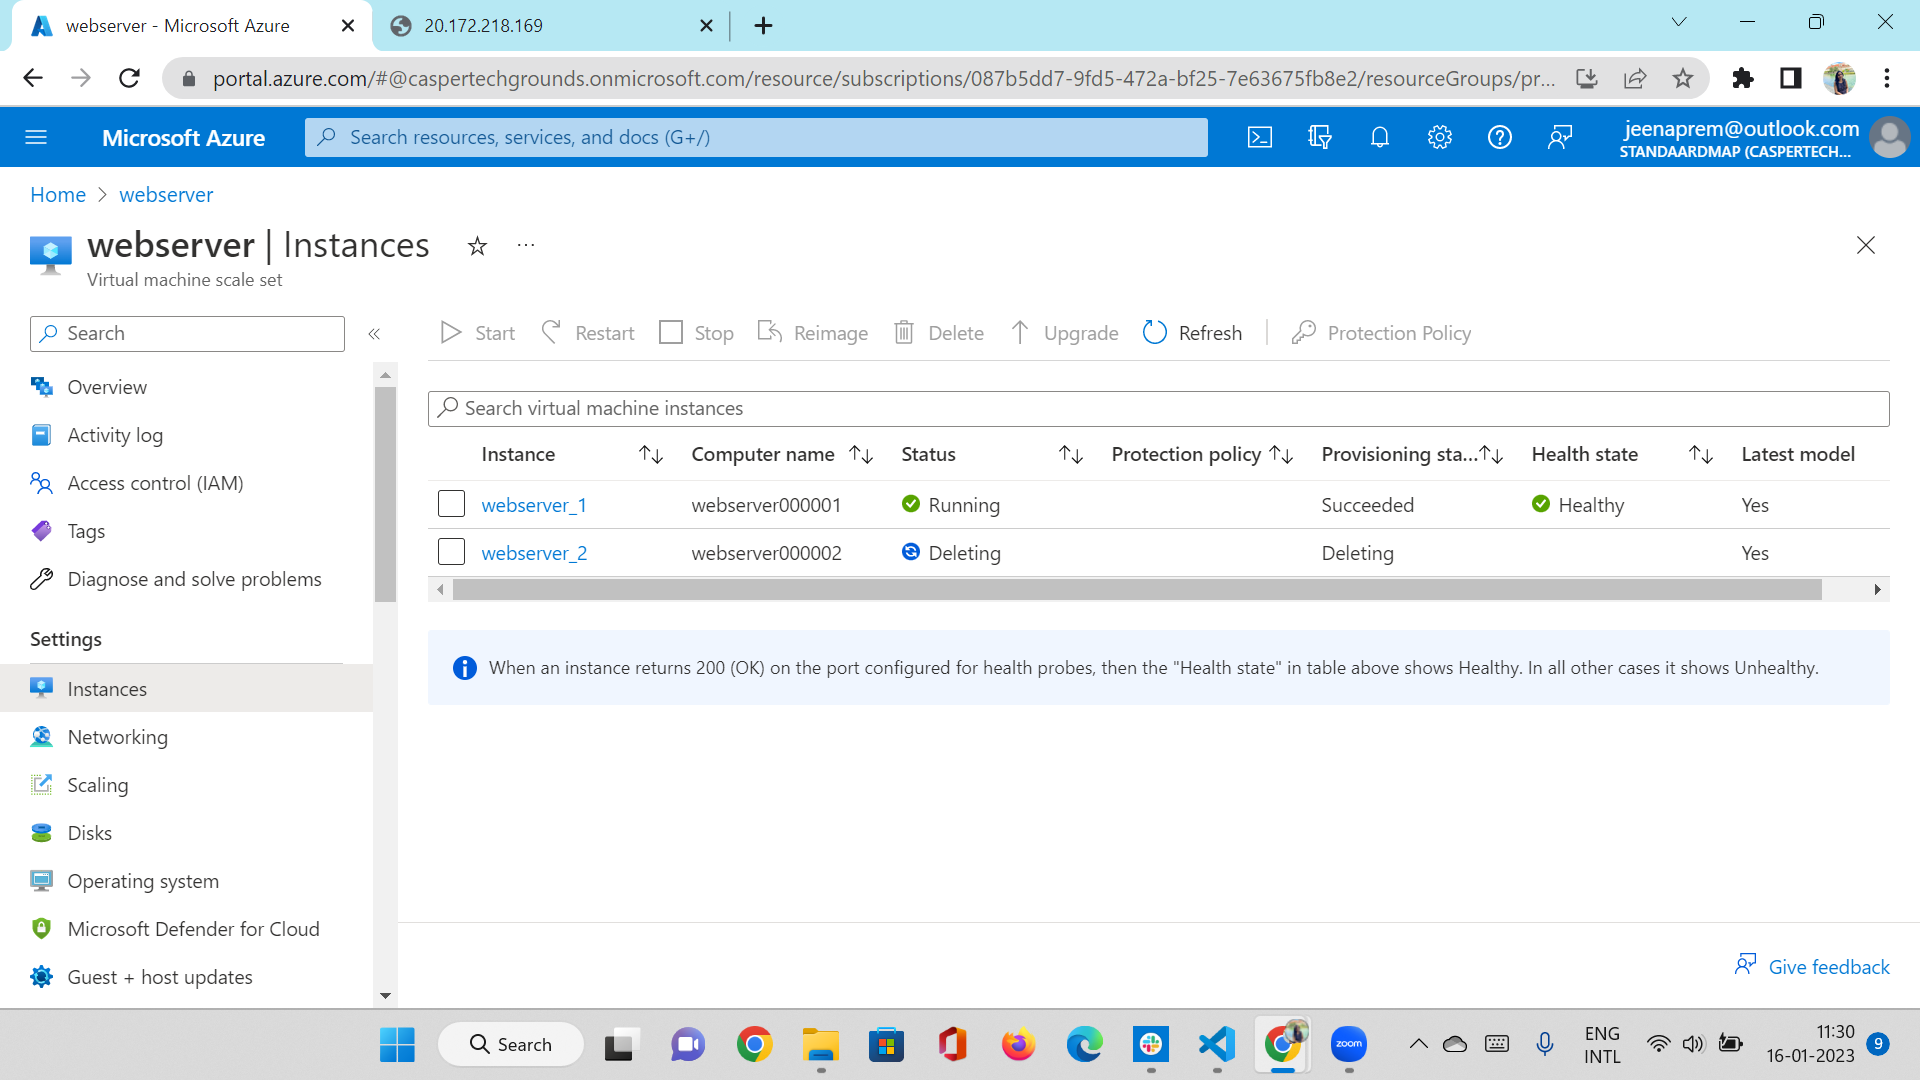 webserver - Microsoft Azure
20.172.218.169
portal.azure.com/#@caspertechgrounds.onmicrosoft.com/resource/subscriptions/087b5dd7-9fd5-472a-bf25-7e63675fb8e2/resourceGroups/pr...
Microsoft Azure
Search resources, services, and docs (G+/)
jeenaprem@outlook.com
STANDAARDMAP (CASPERTECH...
Home > webserver
webserver | Instances
Virtual machine scale set
Search
Start Restart Stop Reimage Delete Upgrade Refresh Protection Policy
Overview
Activity log
Access control (IAM)
Tags
Diagnose and solve problems
Settings
Instances
Networking
Scaling
Disks
Operating system
Microsoft Defender for Cloud
Guest + host updates
Search virtual machine instances
Instance Computer name Status Protection policy Provisioning sta... Health state Latest model
webserver_1 webserver000001 Running Succeeded Healthy Yes
webserver_2 webserver000002 Deleting Deleting Yes
When an instance returns 200 (OK) on the port configured for health probes, then the "Health state" in table above shows Healthy. In all other cases it shows Unhealthy.
Give feedback
Search
zoom
ENG
INTL
11:30
16-01-2023
9